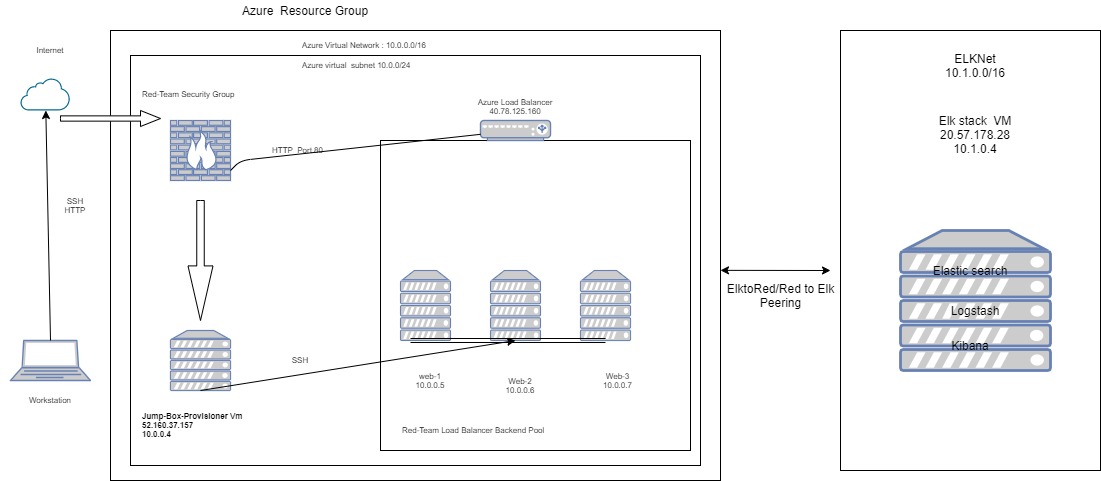 Azure Resource Group
Azure Virtual Network : 10.0.0.0/16
Azure virtual subnet 10.0.0/24
Internet
Red-Team Security Group
Azure Load Balancer
40.78.125.160
HTTP Port 80
SSH
HTTP
SSH
web-1
10.0.0.5
Web-2
10.0.0.6
Web-3
10.0.0.7
Workstation
Jump-Box-Provisioner Vm
52.160.37.157
10.0.0.4
Red-Team Load Balancer Backend Pool
ElktoRed/Red to Elk
Peering
ELKNet
10.1.0.0/16
Elk stack VM
20.57.178.28
10.1.0.4
Elastic search
Logstash
Kibana